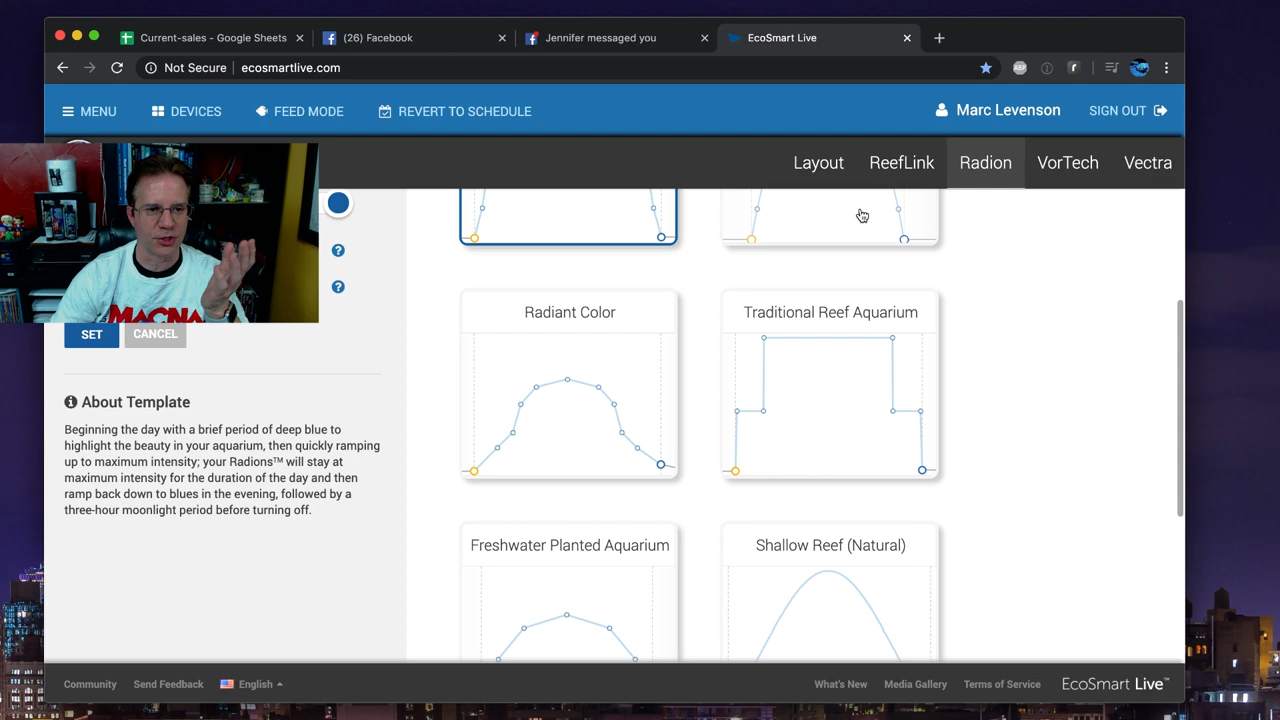 Current-sales - Google Sheets
(26) Facebook
Jennifer messaged you
EcoSmart Live
Not Secure
ecosmartlive.com
ABP
MENU
DEVICES
FEED MODE
REVERT TO SCHEDULE
Marc Levenson
SIGN OUT
Layout
ReefLink
Radion
VorTech
Vectra
MACNA
SET
CANCEL
About Template
Beginning the day with a brief period of deep blue to
highlight the beauty in your aquarium, then quickly ramping
up to maximum intensity; your Radions™ will stay at
maximum intensity for the duration of the day and then
ramp back down to blues in the evening, followed by a
three-hour moonlight period before turning off.
Radiant Color
Traditional Reef Aquarium
Freshwater Planted Aquarium
Shallow Reef (Natural)
Community
Send Feedback
English
What's New
Media Gallery
Terms of Service
EcoSmart Live™